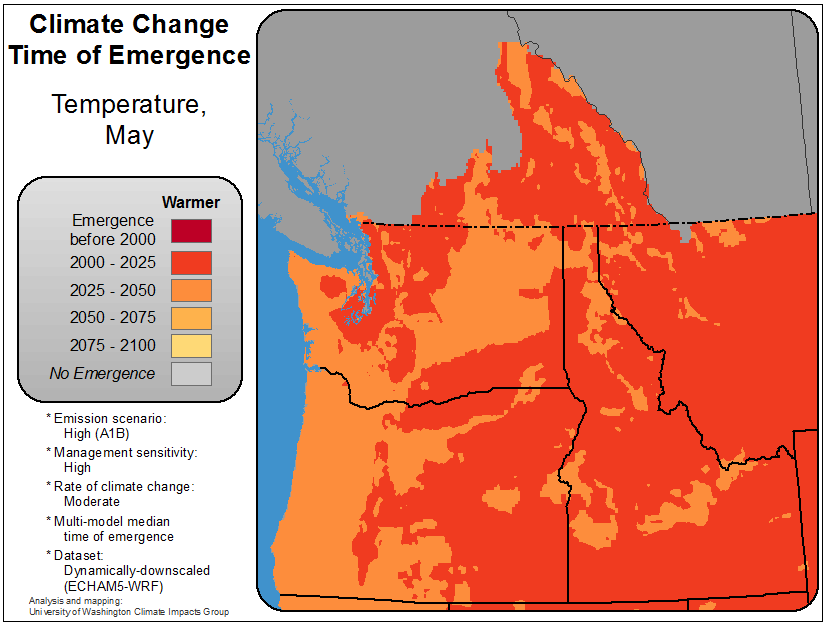 Climate Change
Time of Emergence
Temperature,
May
Warmer
Emergence
before 2000
2000 - 2025
2025 - 2050
2050 - 2075
2075 - 2100
No Emergence
* Emission scenario:
High (A1B)
* Management sensitivity:
High
* Rate of climate change:
Moderate
* Multi-model median
time of emergence
* Dataset:
Dynamically-downscaled
(ECHAM5-WRF)
Analysis and mapping:
University of Washington Climate Impacts Group